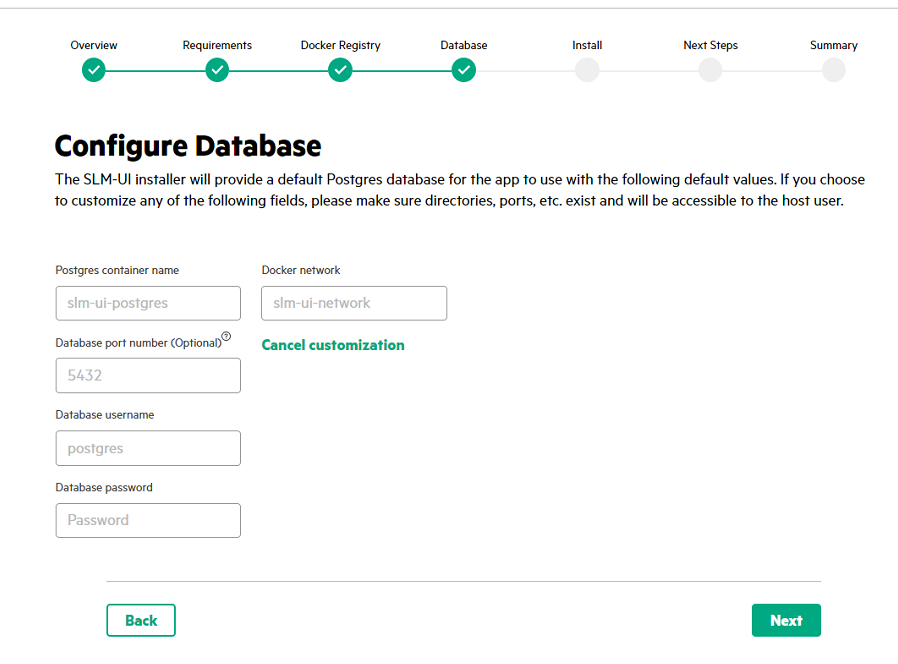 Overview Requirements Docker Registry Database Install Next Steps Summary
Configure Database
The SLM-UI installer will provide a default Postgres database for the app to use with the following default values. If you choose
to customize any of the following fields, please make sure directories, ports, etc. exist and will be accessible to the host user.
Postgres container name
slm-ui-postgres
Docker network
slm-ui-network
Database port number (Optional)?
5432
Cancel customization
Database username
postgres
Database password
Password
Back
Next